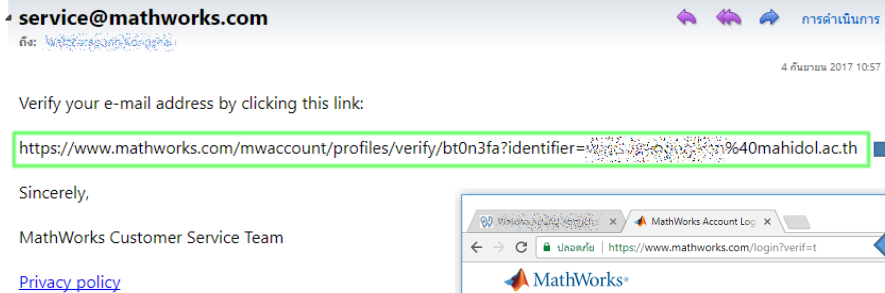 service@mathworks.com
การดำเนินการ
ถึง:
4 กันยายน 2017 10:57
Verify your e-mail address by clicking this link:
https://www.mathworks.com/mwaccount/profiles/verify/bt0n3fa?identifier=%40mahidol.ac.th
Sincerely,
MathWorks Customer Service Team
Privacy policy
MathWorks Account Log
ปลอดภัย | https://www.mathworks.com/login?verif=t
MathWorks®